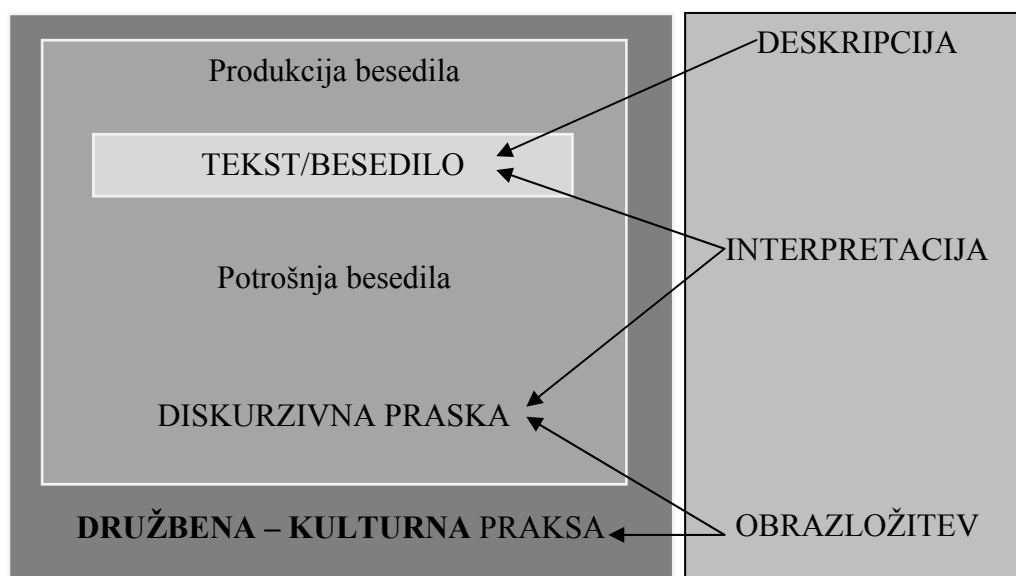 DESKRIPCIJA
Produkcija besedila
TEKST/BESEDILO
INTERPRETACIJA
Potrošnja besedila
DISKURZIVNA PRASKA
DRUŽBENA – KULTURNA PRAKSA
OBRAZLOŽITEV